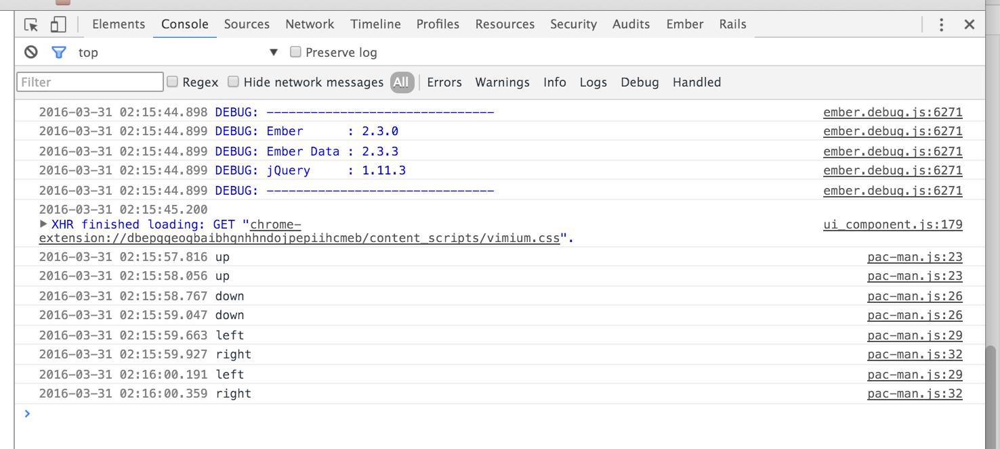 Elements Console Sources Network Timeline Profiles Resources Security Audits Ember Rails
top ▼ Preserve log
Filter Regex Hide network messages All Errors Warnings Info Logs Debug Handled
2016-03-31 02:15:44.898 DEBUG: ------------------------------- ember.debug.js:6271
2016-03-31 02:15:44.899 DEBUG: Ember      : 2.3.0 ember.debug.js:6271
2016-03-31 02:15:44.899 DEBUG: Ember Data : 2.3.3 ember.debug.js:6271
2016-03-31 02:15:44.899 DEBUG: jQuery     : 1.11.3 ember.debug.js:6271
2016-03-31 02:15:44.899 DEBUG: ------------------------------- ember.debug.js:6271
2016-03-31 02:15:45.200
XHR finished loading: GET "chrome- ui_component.js:179
extension://dbepggeogbaibhgnhhndojpepiihcmeb/content_scripts/vimium.css".
2016-03-31 02:15:57.816 up pac-man.js:23
2016-03-31 02:15:58.056 up pac-man.js:23
2016-03-31 02:15:58.767 down pac-man.js:26
2016-03-31 02:15:59.047 down pac-man.js:26
2016-03-31 02:15:59.663 left pac-man.js:29
2016-03-31 02:15:59.927 right pac-man.js:32
2016-03-31 02:16:00.191 left pac-man.js:29
2016-03-31 02:16:00.359 right pac-man.js:32